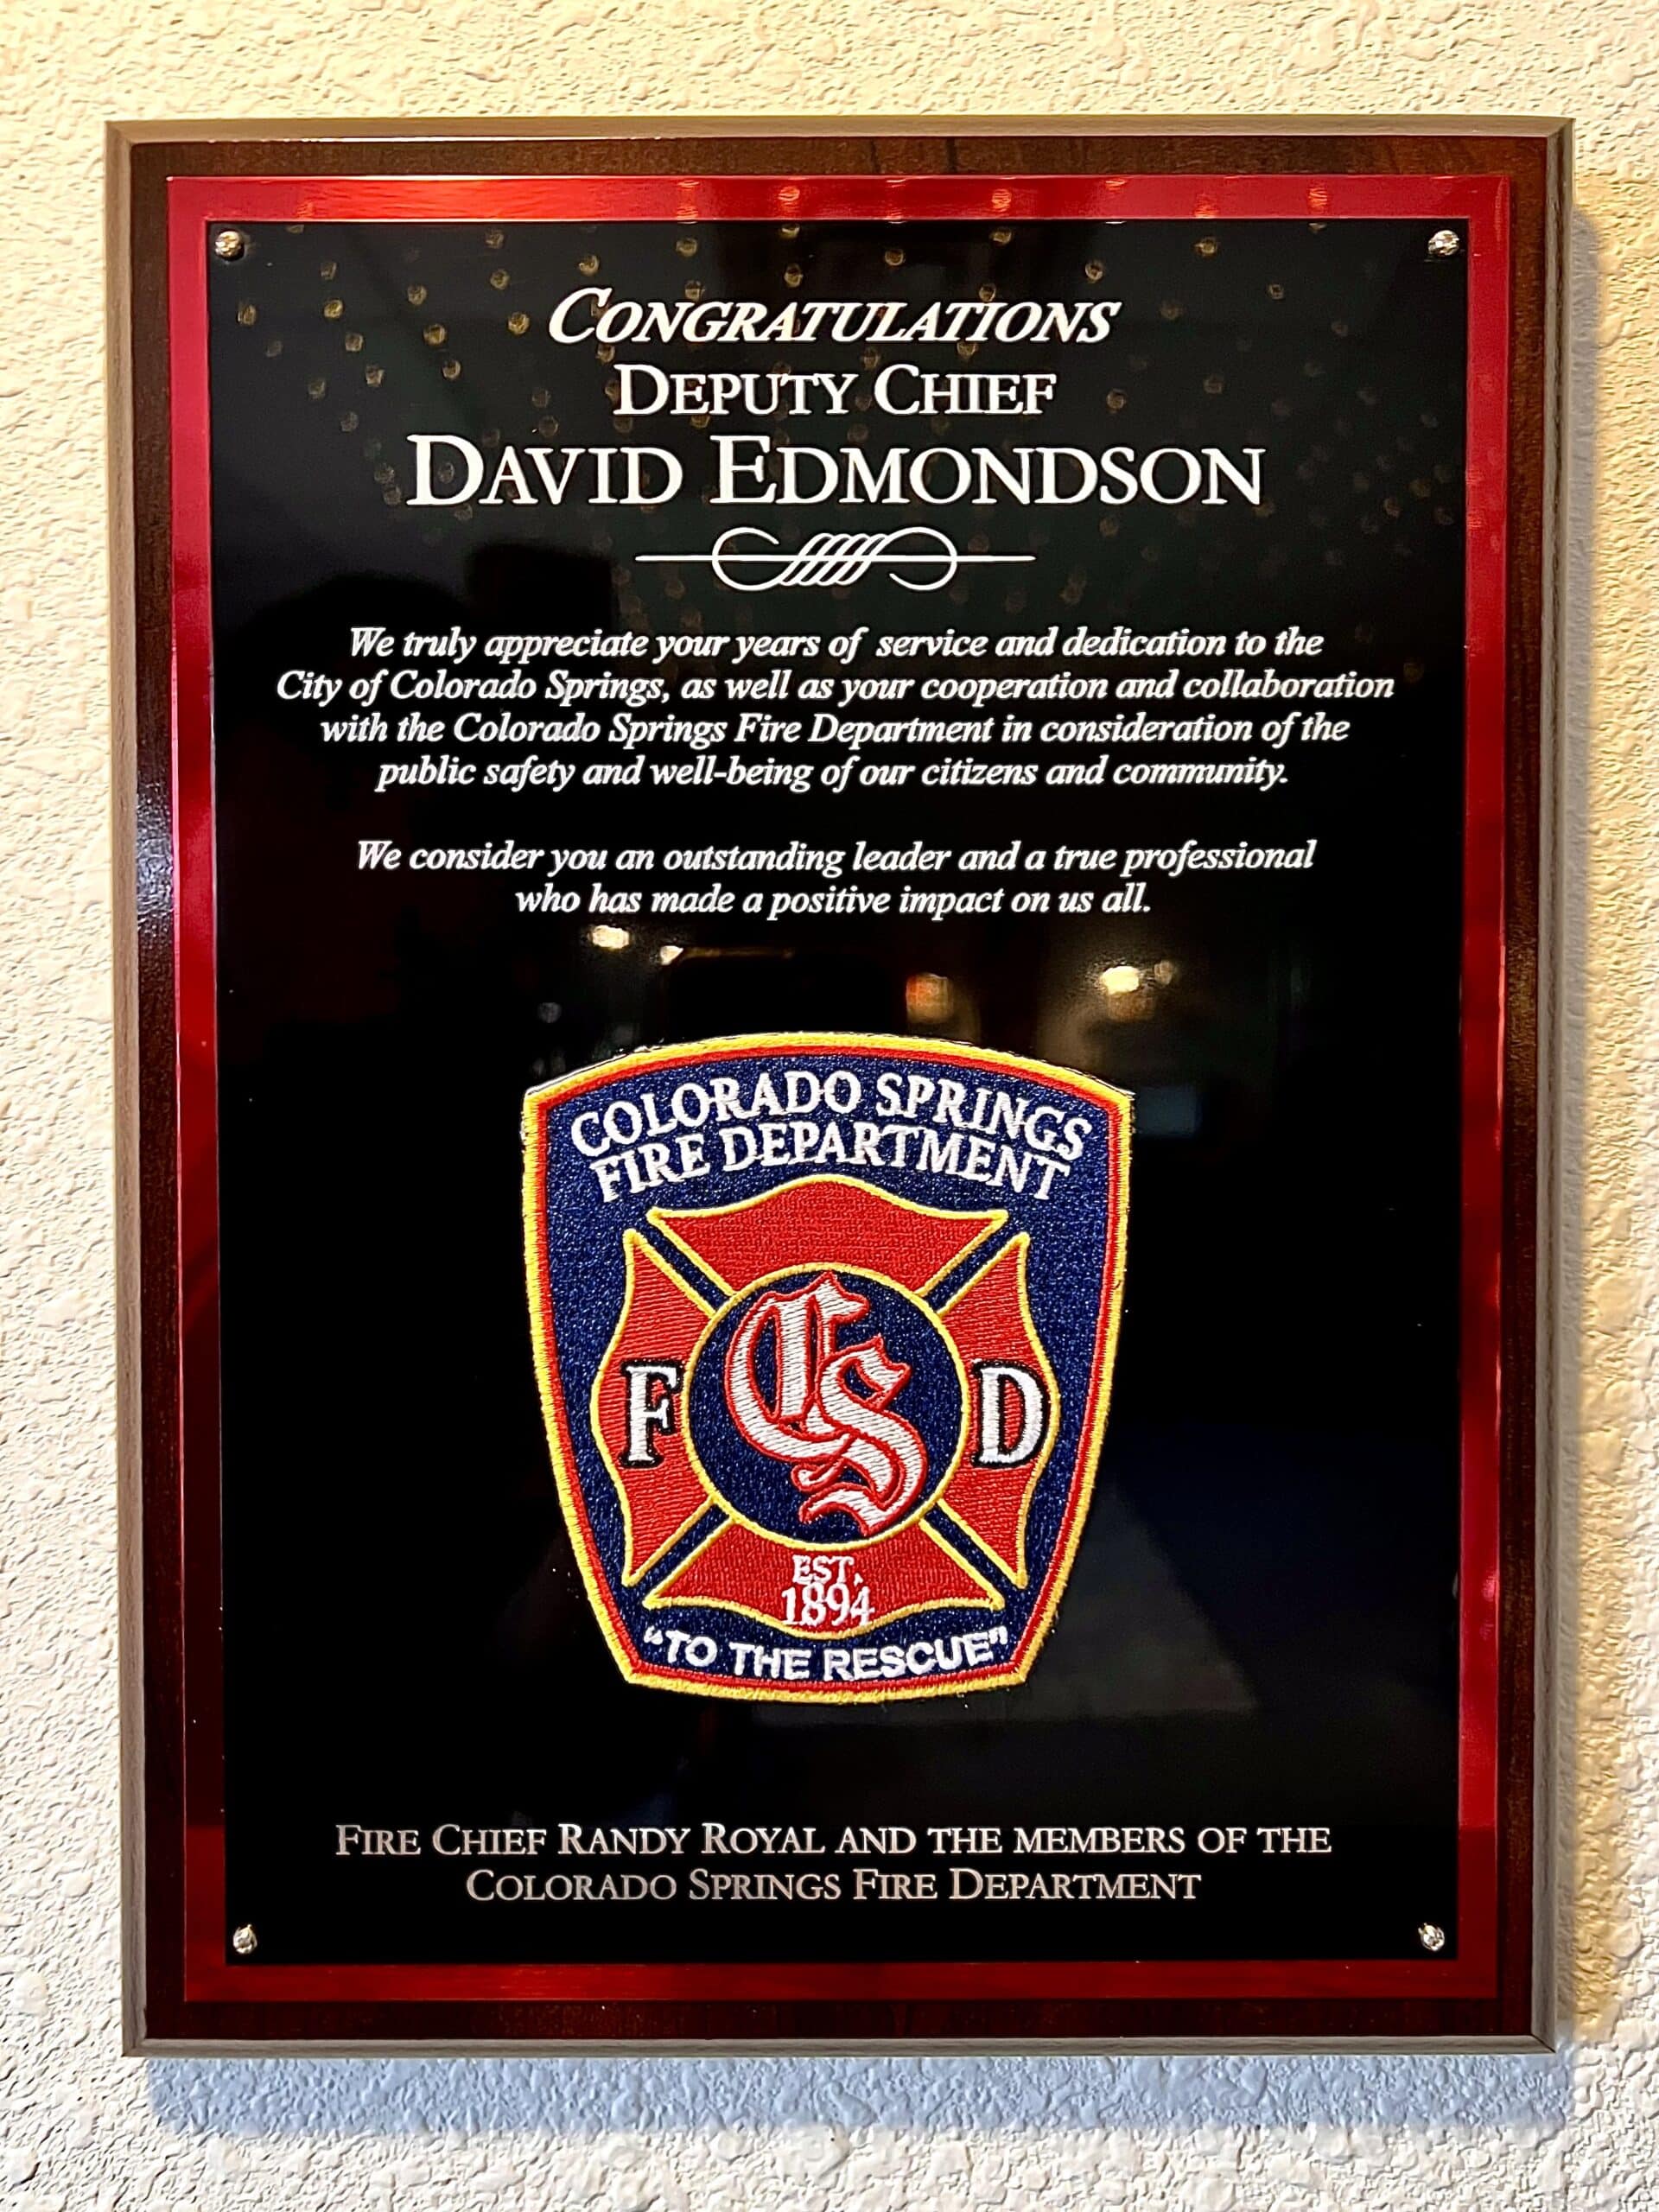 CONGRATULATIONS
DEPUTY CHIEF
DAVID EDMONDSON
We truly appreciate your years of service and dedication to the
City of Colorado Springs, as well as your cooperation and collaboration
with the Colorado Springs Fire Department in consideration of the
public safety and well-being of our citizens and community.
We consider you an outstanding leader and a true professional
who has made a positive impact on us all.
COLORADO SPRINGS
FIRE DEPARTMENT
F CS D
EST.
1894
"TO THE RESCUE"
FIRE CHIEF RANDY ROYAL AND THE MEMBERS OF THE
COLORADO SPRINGS FIRE DEPARTMENT